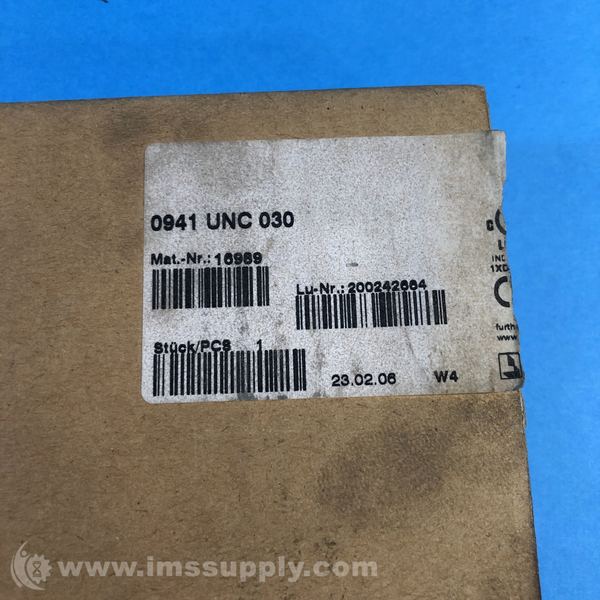 0941 UNC 030
Mat.-Nr.: 16989
Lu-Nr.: 200242664
Stück/PCS 1
23.02.06 W4
www.
www.imssupply.com